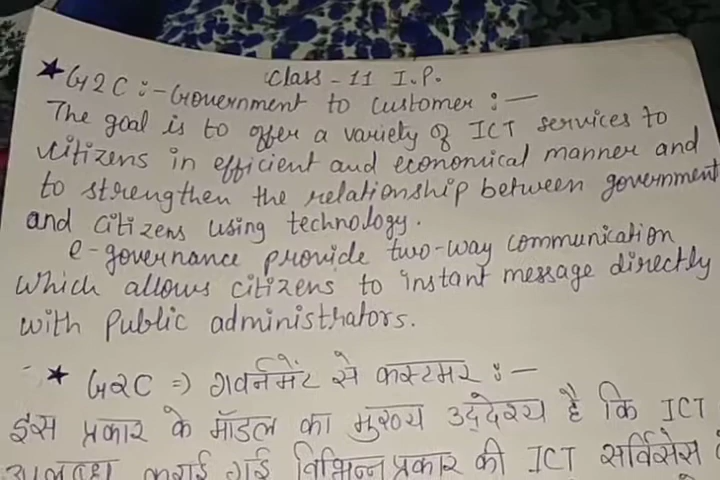 Class - 11 I.P.
★ G2C :- Government to Customer : —
The goal is to offer a variety of ICT services to
citizens in efficient and economical manner and
to strengthen the relationship between government
and citizens using technology.
e-governance provide two-way communication
which allows citizens to instant message directly
with Public administrators.
★ G2C => गवर्नमेंट से कस्टमर : —
इस प्रकार के मॉडल का मुख्य उद्देश्य है कि ICT
कराई गई विभिन्न प्रकार की ICT सर्विसेस